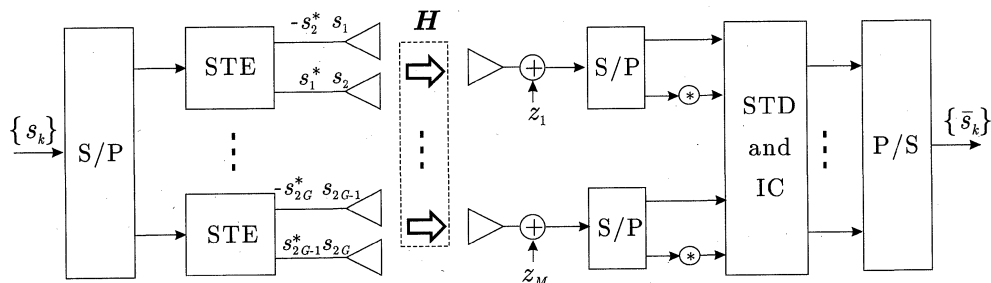 {s_k}
S/P
STE
-s_2^* s_1
s_1^* s_2
STE
-s_{2G}^* s_{2G-1}
s_{2G-1}^* s_{2G}
H
+
z_1
S/P
*
+
z_M
S/P
*
STD
and
IC
P/S
{s̄_k}